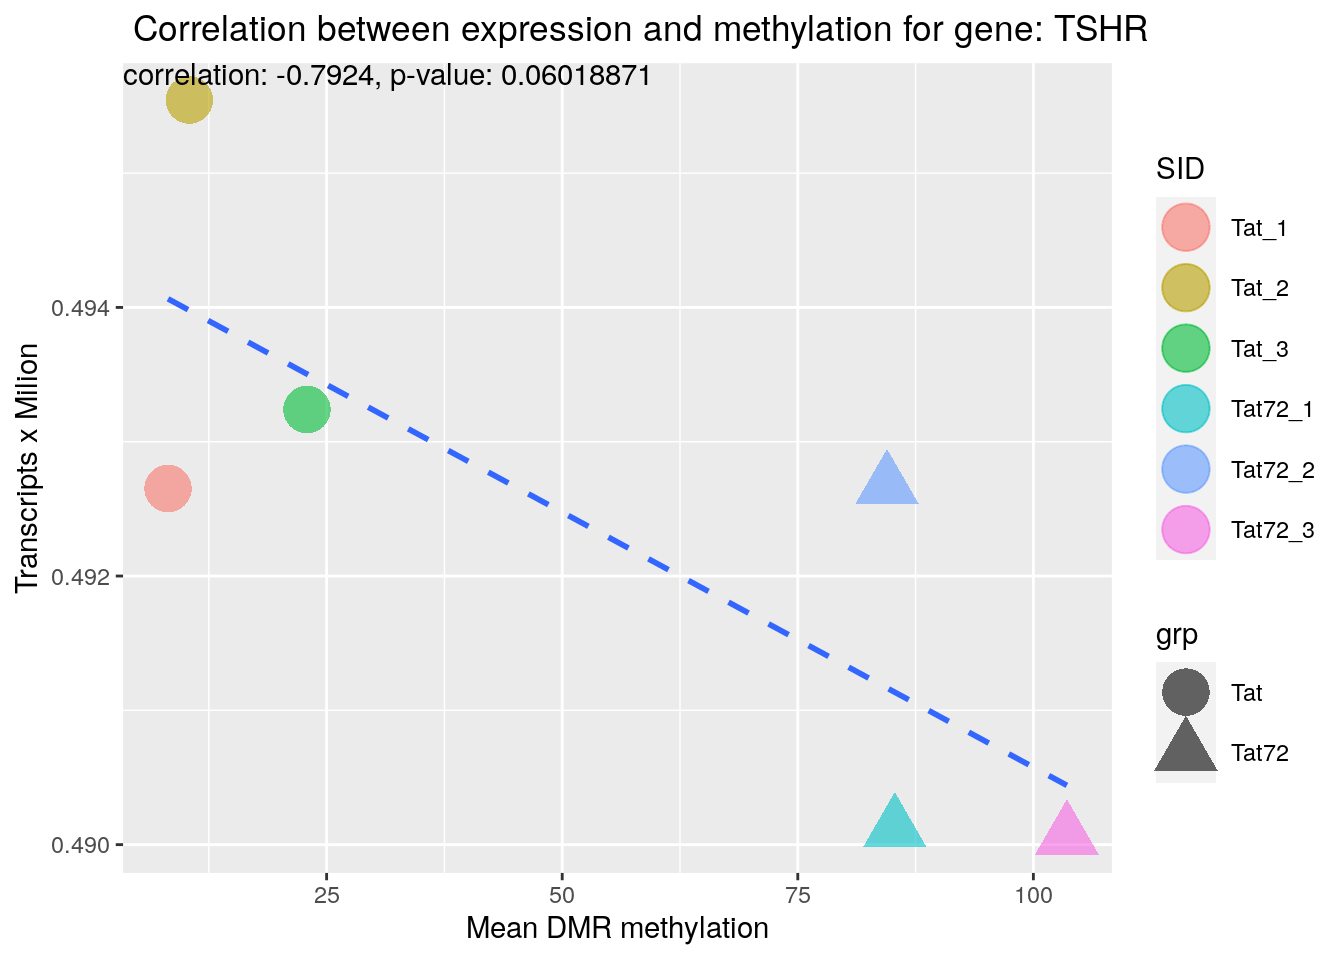 Correlation between expression and methylation for gene: TSHR
correlation: -0.7924, p-value: 0.06018871
Transcripts x Milion
0.494
0.492
0.490
25
50
75
100
Mean DMR methylation
SID
Tat_1
Tat_2
Tat_3
Tat72_1
Tat72_2
Tat72_3
grp
Tat
Tat72